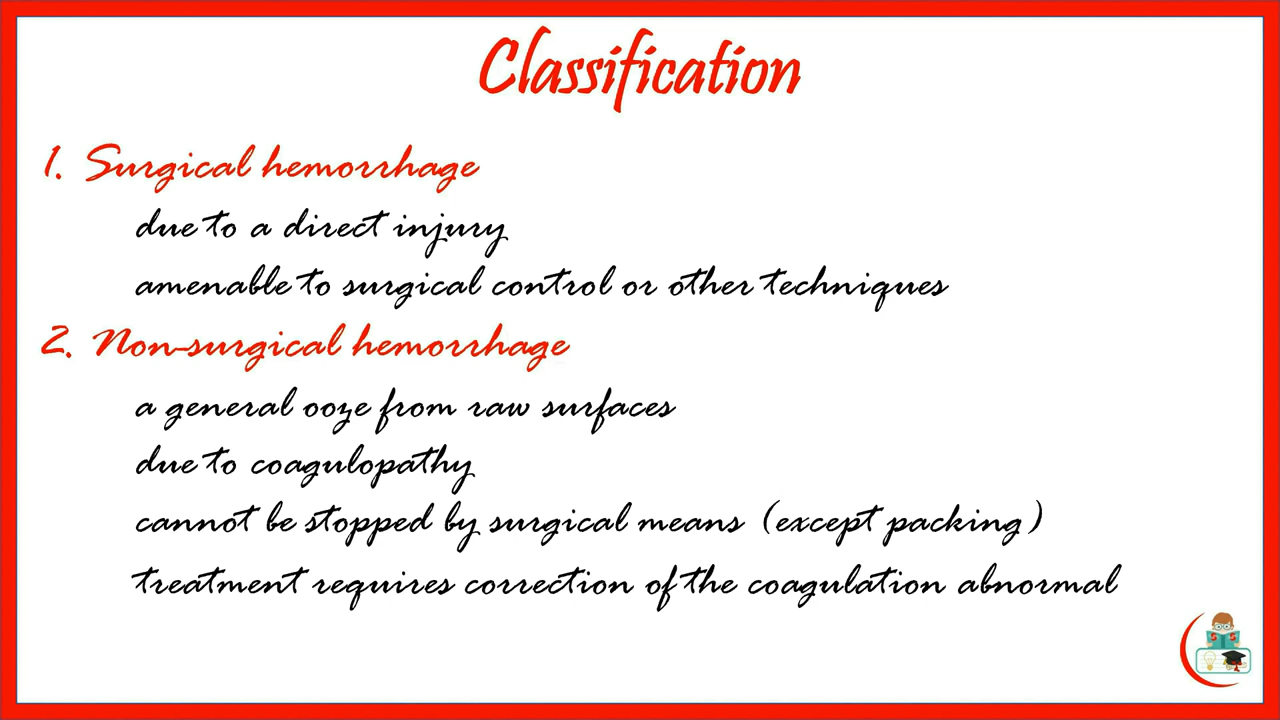 Classification
1. Surgical hemorrhage
due to a direct injury
amenable to surgical control or other techniques
2. Non-surgical hemorrhage
a general ooze from raw surfaces
due to coagulopathy
cannot be stopped by surgical means (except packing)
treatment requires correction of the coagulation abnormal